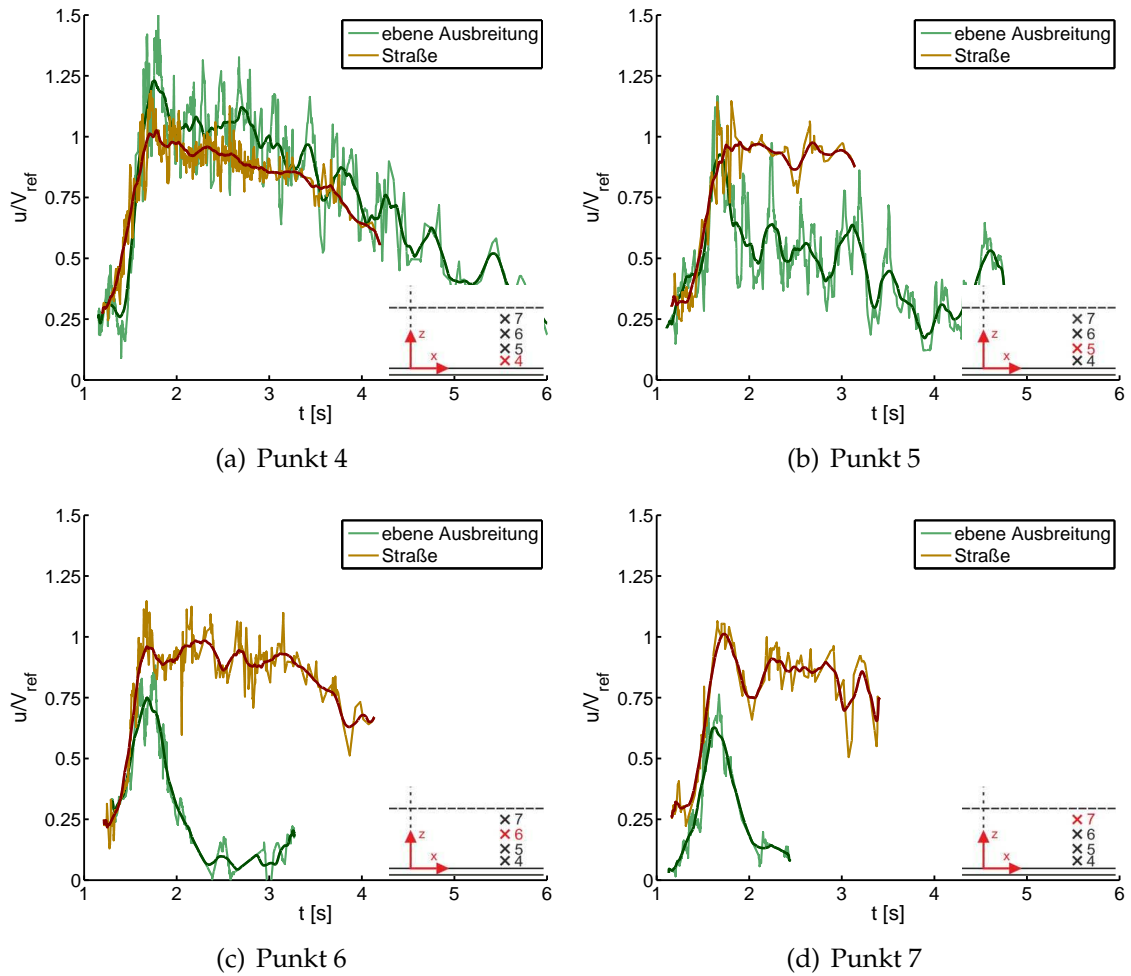 1.5
1.25
1
0.75
0.5
0.25
0
u/V_ref
ebene Ausbreitung
Straße
z
x
7
6
5
4
1 2 3 4 5 6
t [s]
(a) Punkt 4
1.5
1.25
1
0.75
0.5
0.25
0
u/V_ref
ebene Ausbreitung
Straße
z
x
7
6
5
4
1 2 3 4 5 6
t [s]
(b) Punkt 5
1.5
1.25
1
0.75
0.5
0.25
0
u/V_ref
ebene Ausbreitung
Straße
z
x
7
6
5
4
1 2 3 4 5 6
t [s]
(c) Punkt 6
1.5
1.25
1
0.75
0.5
0.25
0
u/V_ref
ebene Ausbreitung
Straße
z
x
7
6
5
4
1 2 3 4 5 6
t [s]
(d) Punkt 7